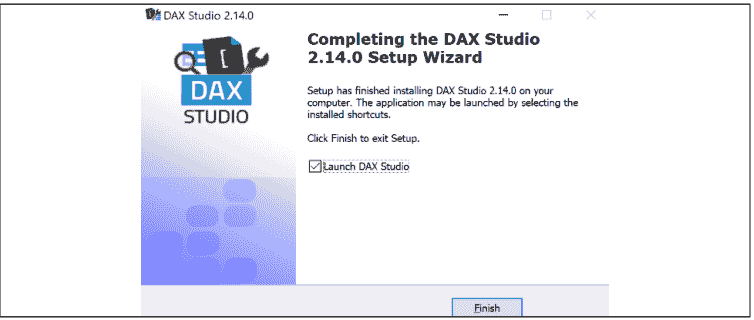 DAX Studio 2.14.0
DAX
STUDIO
Completing the DAX Studio
2.14.0 Setup Wizard
Setup has finished installing DAX Studio 2.14.0 on your
computer. The application may be launched by selecting the
installed shortcuts.
Click Finish to exit Setup.
Launch DAX Studio
Finish